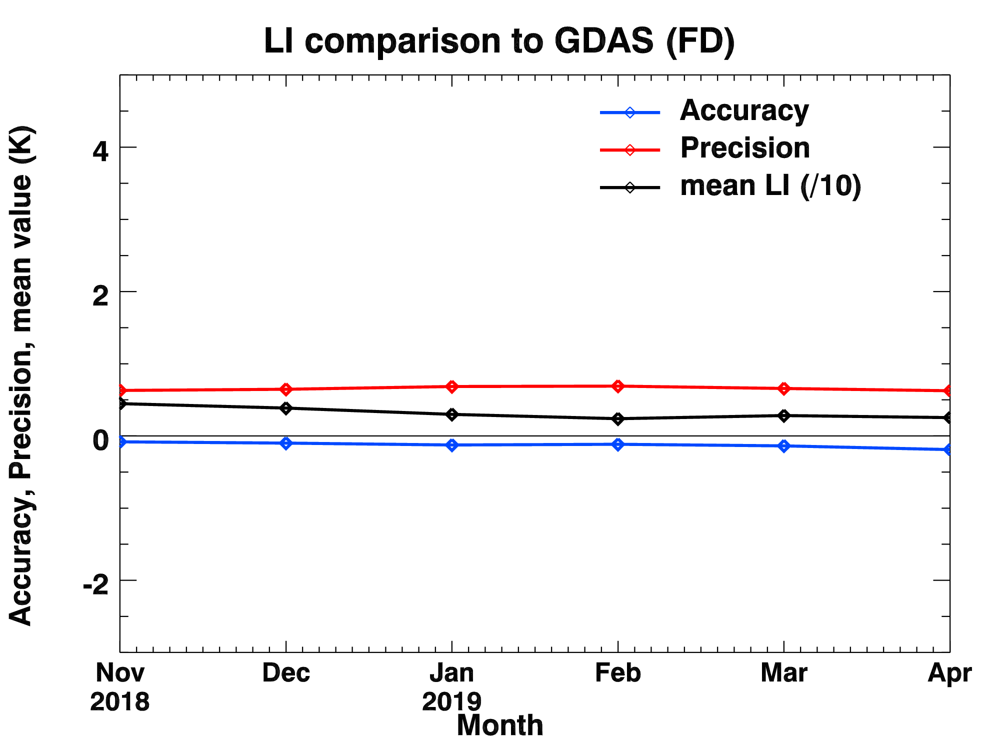 LI comparison to GDAS (FD)
Accuracy
Precision
mean LI (/10)
Accuracy, Precision, mean value (K)
4
2
0
-2
Nov Dec Jan Feb Mar Apr
2018 2019
Month